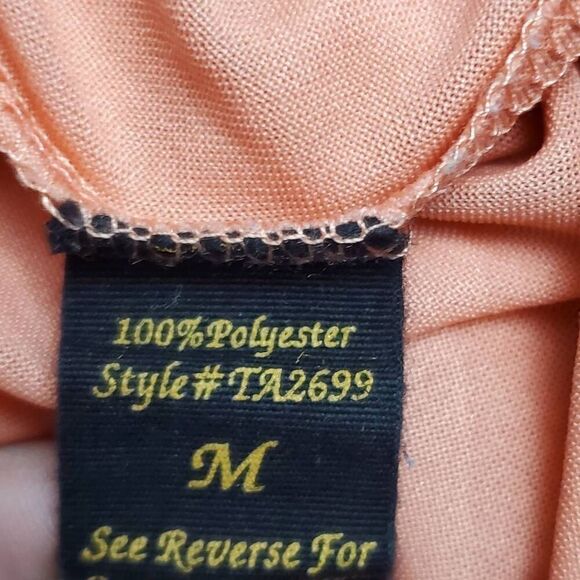 100%Polyester
Style#TA2699
M
See Reverse For